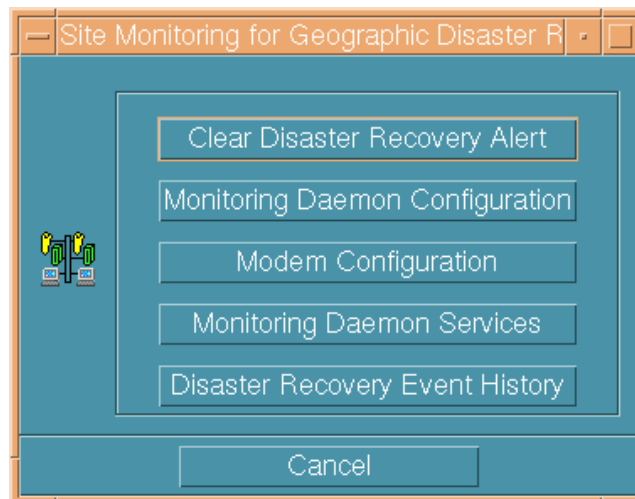 Site Monitoring for Geographic Disaster R
Clear Disaster Recovery Alert
Monitoring Daemon Configuration
Modem Configuration
Monitoring Daemon Services
Disaster Recovery Event History
Cancel